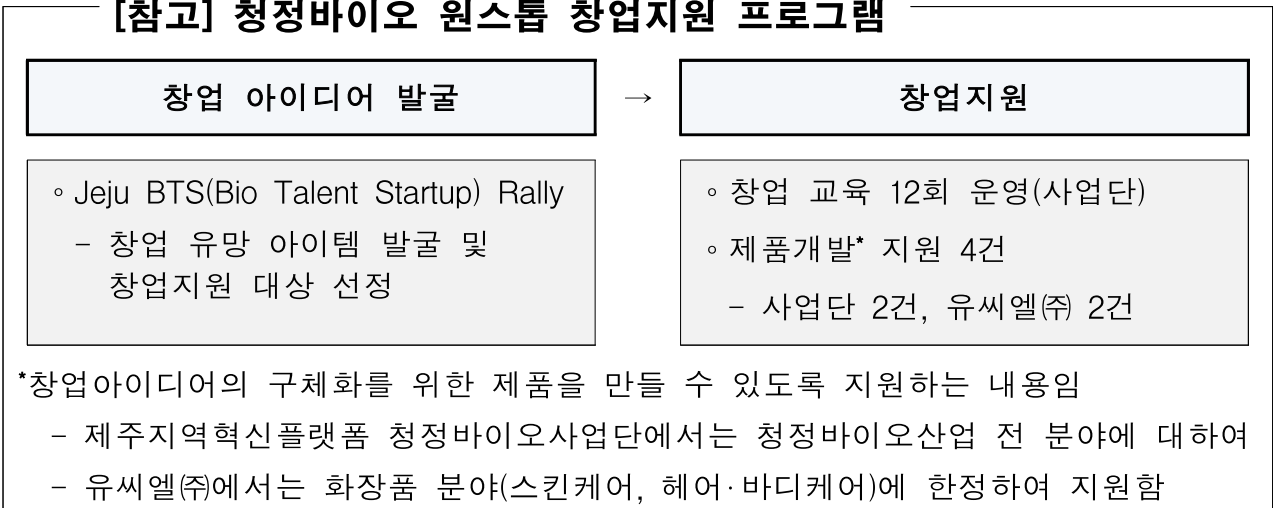 [참고] 청정바이오 원스톱 창업지원 프로그램
창업 아이디어 발굴
→
창업지원
◦ Jeju BTS(Bio Talent Startup) Rally
- 창업 유망 아이템 발굴 및
창업지원 대상 선정
◦ 창업 교육 12회 운영(사업단)
◦ 제품개발* 지원 4건
- 사업단 2건, 유씨엘㈜ 2건
*창업아이디어의 구체화를 위한 제품을 만들 수 있도록 지원하는 내용임
- 제주지역혁신플랫폼 청정바이오사업단에서는 청정바이오산업 전 분야에 대하여
- 유씨엘㈜에서는 화장품 분야(스킨케어, 헤어·바디케어)에 한정하여 지원함